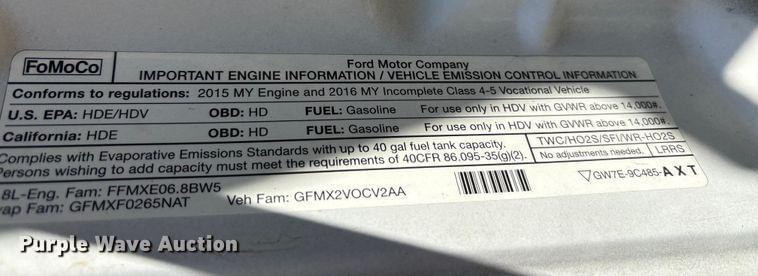 FoMoCo
Ford Motor Company
IMPORTANT ENGINE INFORMATION / VEHICLE EMISSION CONTROL INFORMATION
Conforms to regulations: 2015 MY Engine and 2016 MY Incomplete Class 4-5 Vocational Vehicle
U.S. EPA: HDE/HDV OBD: HD FUEL: Gasoline For use only in HDV with GVWR above 14,000#.
California: HDE OBD: HD FUEL: Gasoline For use only in HDV with GVWR above 14,000#.
Complies with Evaporative Emissions Standards with up to 40 gal fuel tank capacity. TWC/HO2S/SFI/WR-HO2S
Persons wishing to add capacity must meet the requirements of 40CFR 86.095-35(g)(2). No adjustments needed. LRRS
8L-Eng. Fam: FFMXE06.8BW5
vap Fam: GFMXF0265NAT Veh Fam: GFMX2VOCV2AA GW7E-9C485-AXT
Purple Wave Auction